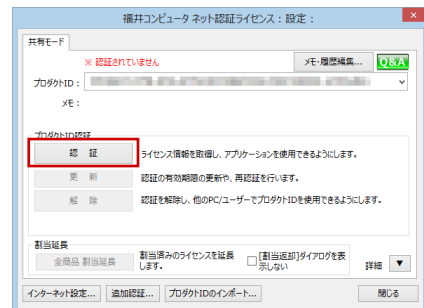 福井コンピュータ ネット認証ライセンス：設定：
×
共有モード
※ 認証されていません
メモ・履歴編集...
Q&A
プロダクトID：
メモ：
プロダクトID認証
認　証
ライセンス情報を取得し、アプリケーションを使用できるようにします。
更　新
認証の有効期限の更新や、再認証を行います。
解　除
認証を解除し、他のPC/ユーザーでプロダクトIDを使用できるようにします。
割当延長
全商品 割当延長
割当済みのライセンスを延長します。
[割当返却]ダイアログを表示しない
詳細 ▼
インターネット設定...
追加認証...
プロダクトIDのインポート...
閉じる